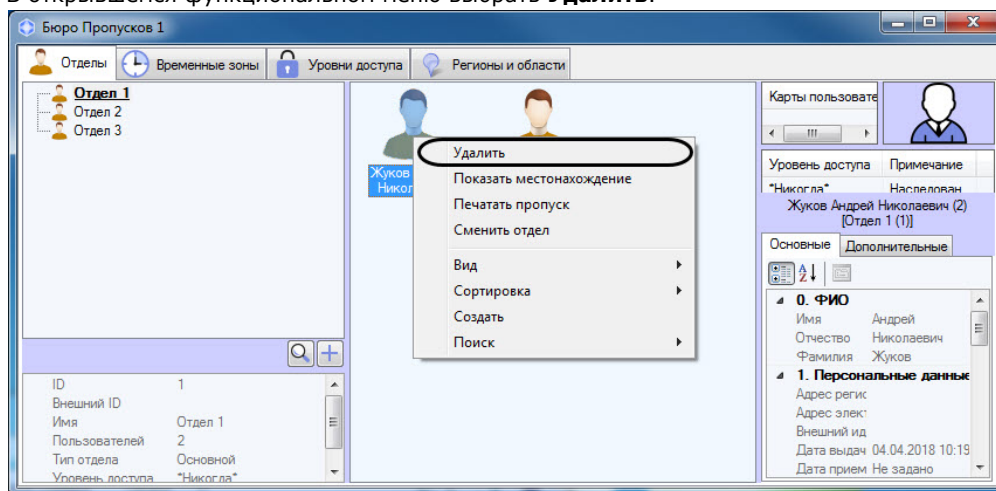 В открывшемся функциональном меню выбрать Удалить.
Бюро Пропусков 1
Отделы Временные зоны Уровни доступа Регионы и области
Отдел 1
Отдел 2
Отдел 3
Жуков
Никол
Удалить
Показать местонахождение
Печатать пропуск
Сменить отдел
Вид
Сортировка
Создать
Поиск
ID 1
Внешний ID
Имя Отдел 1
Пользователей 2
Тип отдела Основной
Уровень доступа *Никогда*
Карты пользовате
Уровень доступа Примечание
*Никогда* Наследован
Жуков Андрей Николаевич (2)
[Отдел 1 (1)]
Основные Дополнительные
0. ФИО
Имя Андрей
Отчество Николаевич
Фамилия Жуков
1. Персональные данные
Адрес регис
Адрес элек
Внешний ид
Дата выдач 04.04.2018 10:19
Дата прием Не задано